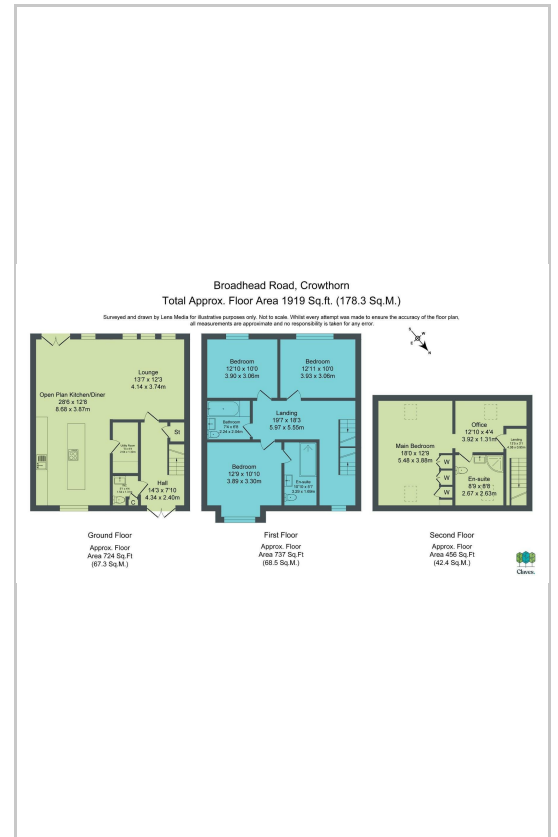 Broadhead Road, Crowthorn
Total Approx. Floor Area 1919 Sq.ft. (178.3 Sq.M.)
Surveyed and drawn by Lens Media for illustrative purposes only. Not to scale. Whilst every attempt was made to ensure the accuracy of the floor plan,
all measurements are approximate and no responsibility is taken for any error.
S
W
E
N
Lounge
13'7 x 12'3
4.14 x 3.74m
Open Plan Kitchen/Diner
28'6 x 12'8
8.68 x 3.87m
St
Hall
14'3 x 7'10
4.34 x 2.40m
C
Ground Floor
Approx. Floor
Area 724 Sq.Ft
(67.3 Sq.M.)
Bedroom
12'10 x 10'0
3.90 x 3.06m
Bedroom
12'11 x 10'0
3.93 x 3.06m
Bathroom
Landing
19'7 x 18'3
5.97 x 5.55m
Bedroom
12'9 x 10'10
3.89 x 3.30m
En-suite
First Floor
Approx. Floor
Area 737 Sq.Ft
(68.5 Sq.M.)
Office
12'10 x 4'4
3.92 x 1.31m
Landing
Main Bedroom
18'0 x 12'9
5.48 x 3.88m
W
W
W
En-suite
8'9 x 8'8
2.67 x 2.63m
Second Floor
Approx. Floor
Area 456 Sq.Ft
(42.4 Sq.M.)
Claves.